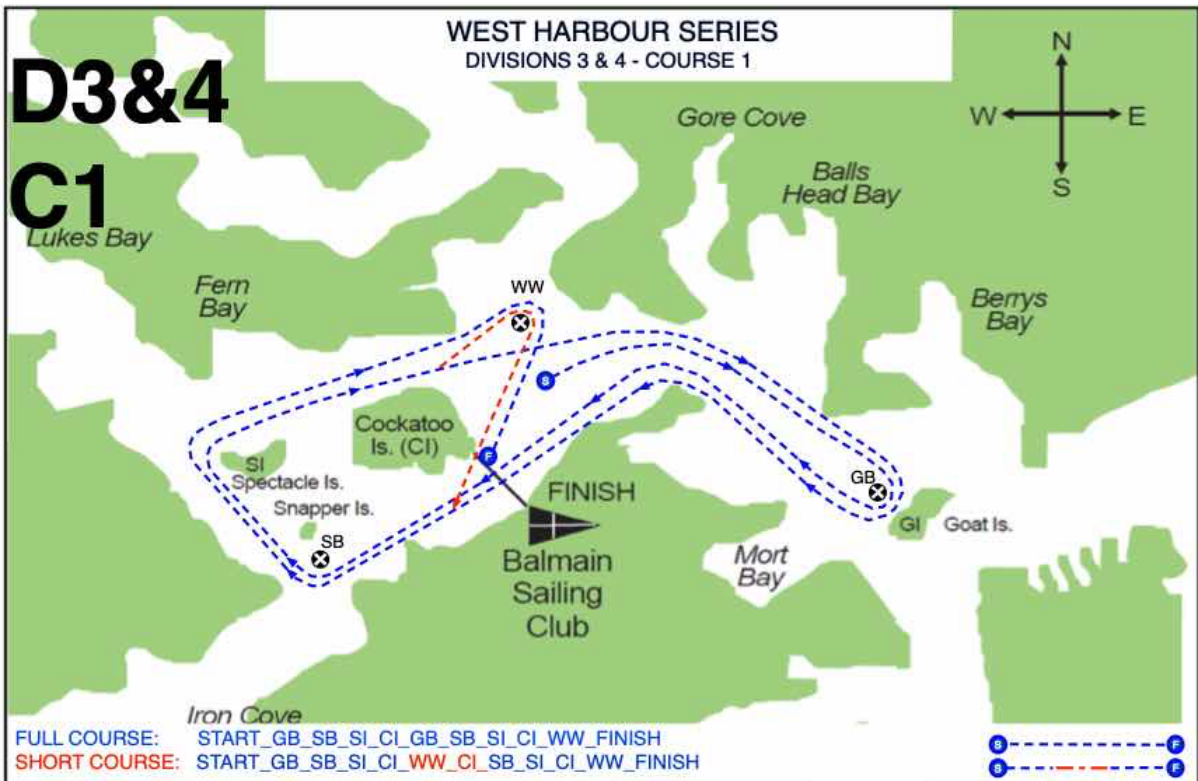 WEST HARBOUR SERIES
DIVISIONS 3 & 4 - COURSE 1
D3&4
C1
N
W
E
S
Gore Cove
Balls
Head Bay
Lukes Bay
Fern
Bay
WW
Berrys
Bay
S
Cockatoo
Is. (CI)
F
SI
Spectacle Is.
Snapper Is.
SB
FINISH
GB
GI
Goat Is.
Balmain
Sailing
Club
Mort
Bay
Iron Cove
FULL COURSE: START_GB_SB_SI_CI_GB_SB_SI_CI_WW_FINISH
S F
SHORT COURSE: START_GB_SB_SI_CI_WW_CI_SB_SI_CI_WW_FINISH
S F